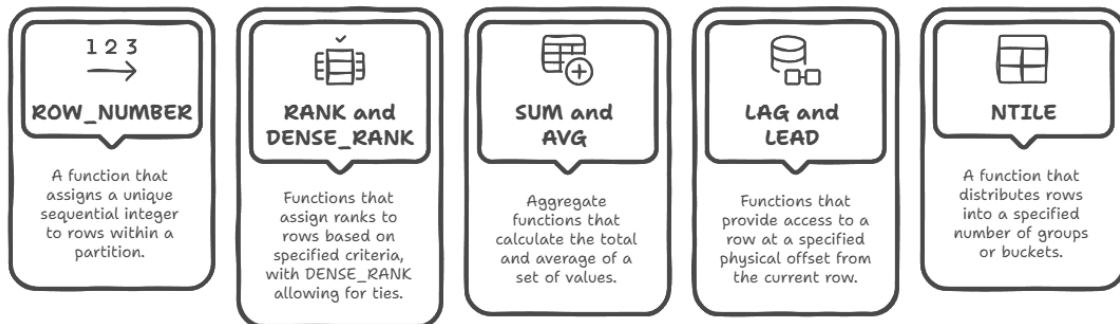 1 2 3
ROW_NUMBER
A function that
assigns a unique
sequential integer
to rows within a
partition.
RANK and
DENSE_RANK
Functions that
assign ranks to
rows based on
specified criteria,
with DENSE_RANK
allowing for ties.
SUM and
AVG
Aggregate
functions that
calculate the total
and average of a
set of values.
LAG and
LEAD
Functions that
provide access to a
row at a specified
physical offset from
the current row.
NTILE
A function that
distributes rows
into a specified
number of groups
or buckets.